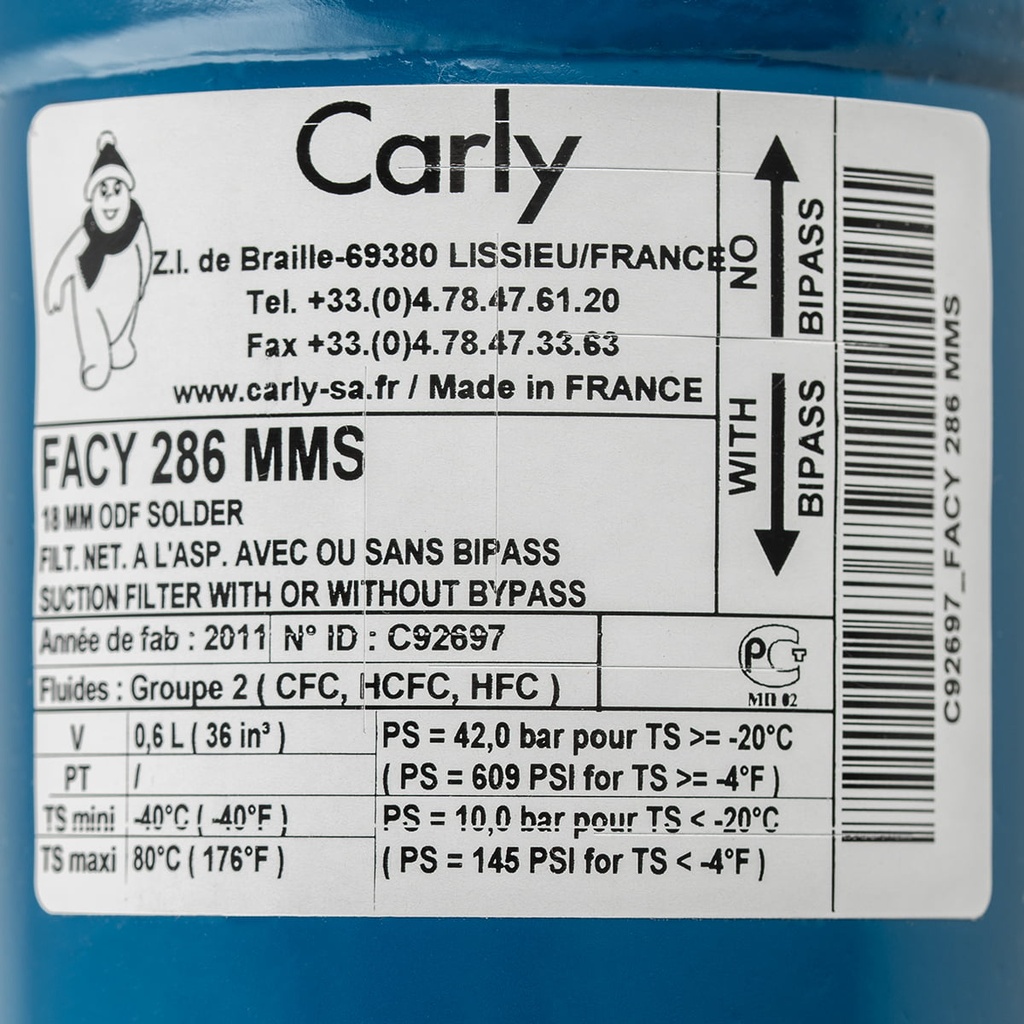 Carly
Z.I. de Braille-69380 LISSIEU/FRANCE
Tel. +33.(0)4.78.47.61.20
Fax +33.(0)4.78.47.33.63
www.carly-sa.fr / Made in FRANCE
NO BIPASS
WITH BIPASS
FACY 286 MMS
18 MM ODF SOLDER
FILT. NET. A L'ASP. AVEC OU SANS BIPASS
SUCTION FILTER WITH OR WITHOUT BYPASS
Année de fab : 2011 N° ID : C92697
Fluides : Groupe 2 ( CFC, HCFC, HFC )
МП 02
V 0,6 L ( 36 in³ ) PS = 42,0 bar pour TS >= -20°C
PT / ( PS = 609 PSI for TS >= -4°F )
TS mini -40°C ( -40°F ) PS = 10,0 bar pour TS < -20°C
TS maxi 80°C ( 176°F ) ( PS = 145 PSI for TS < -4°F )
C92697_FACY 286 MMS